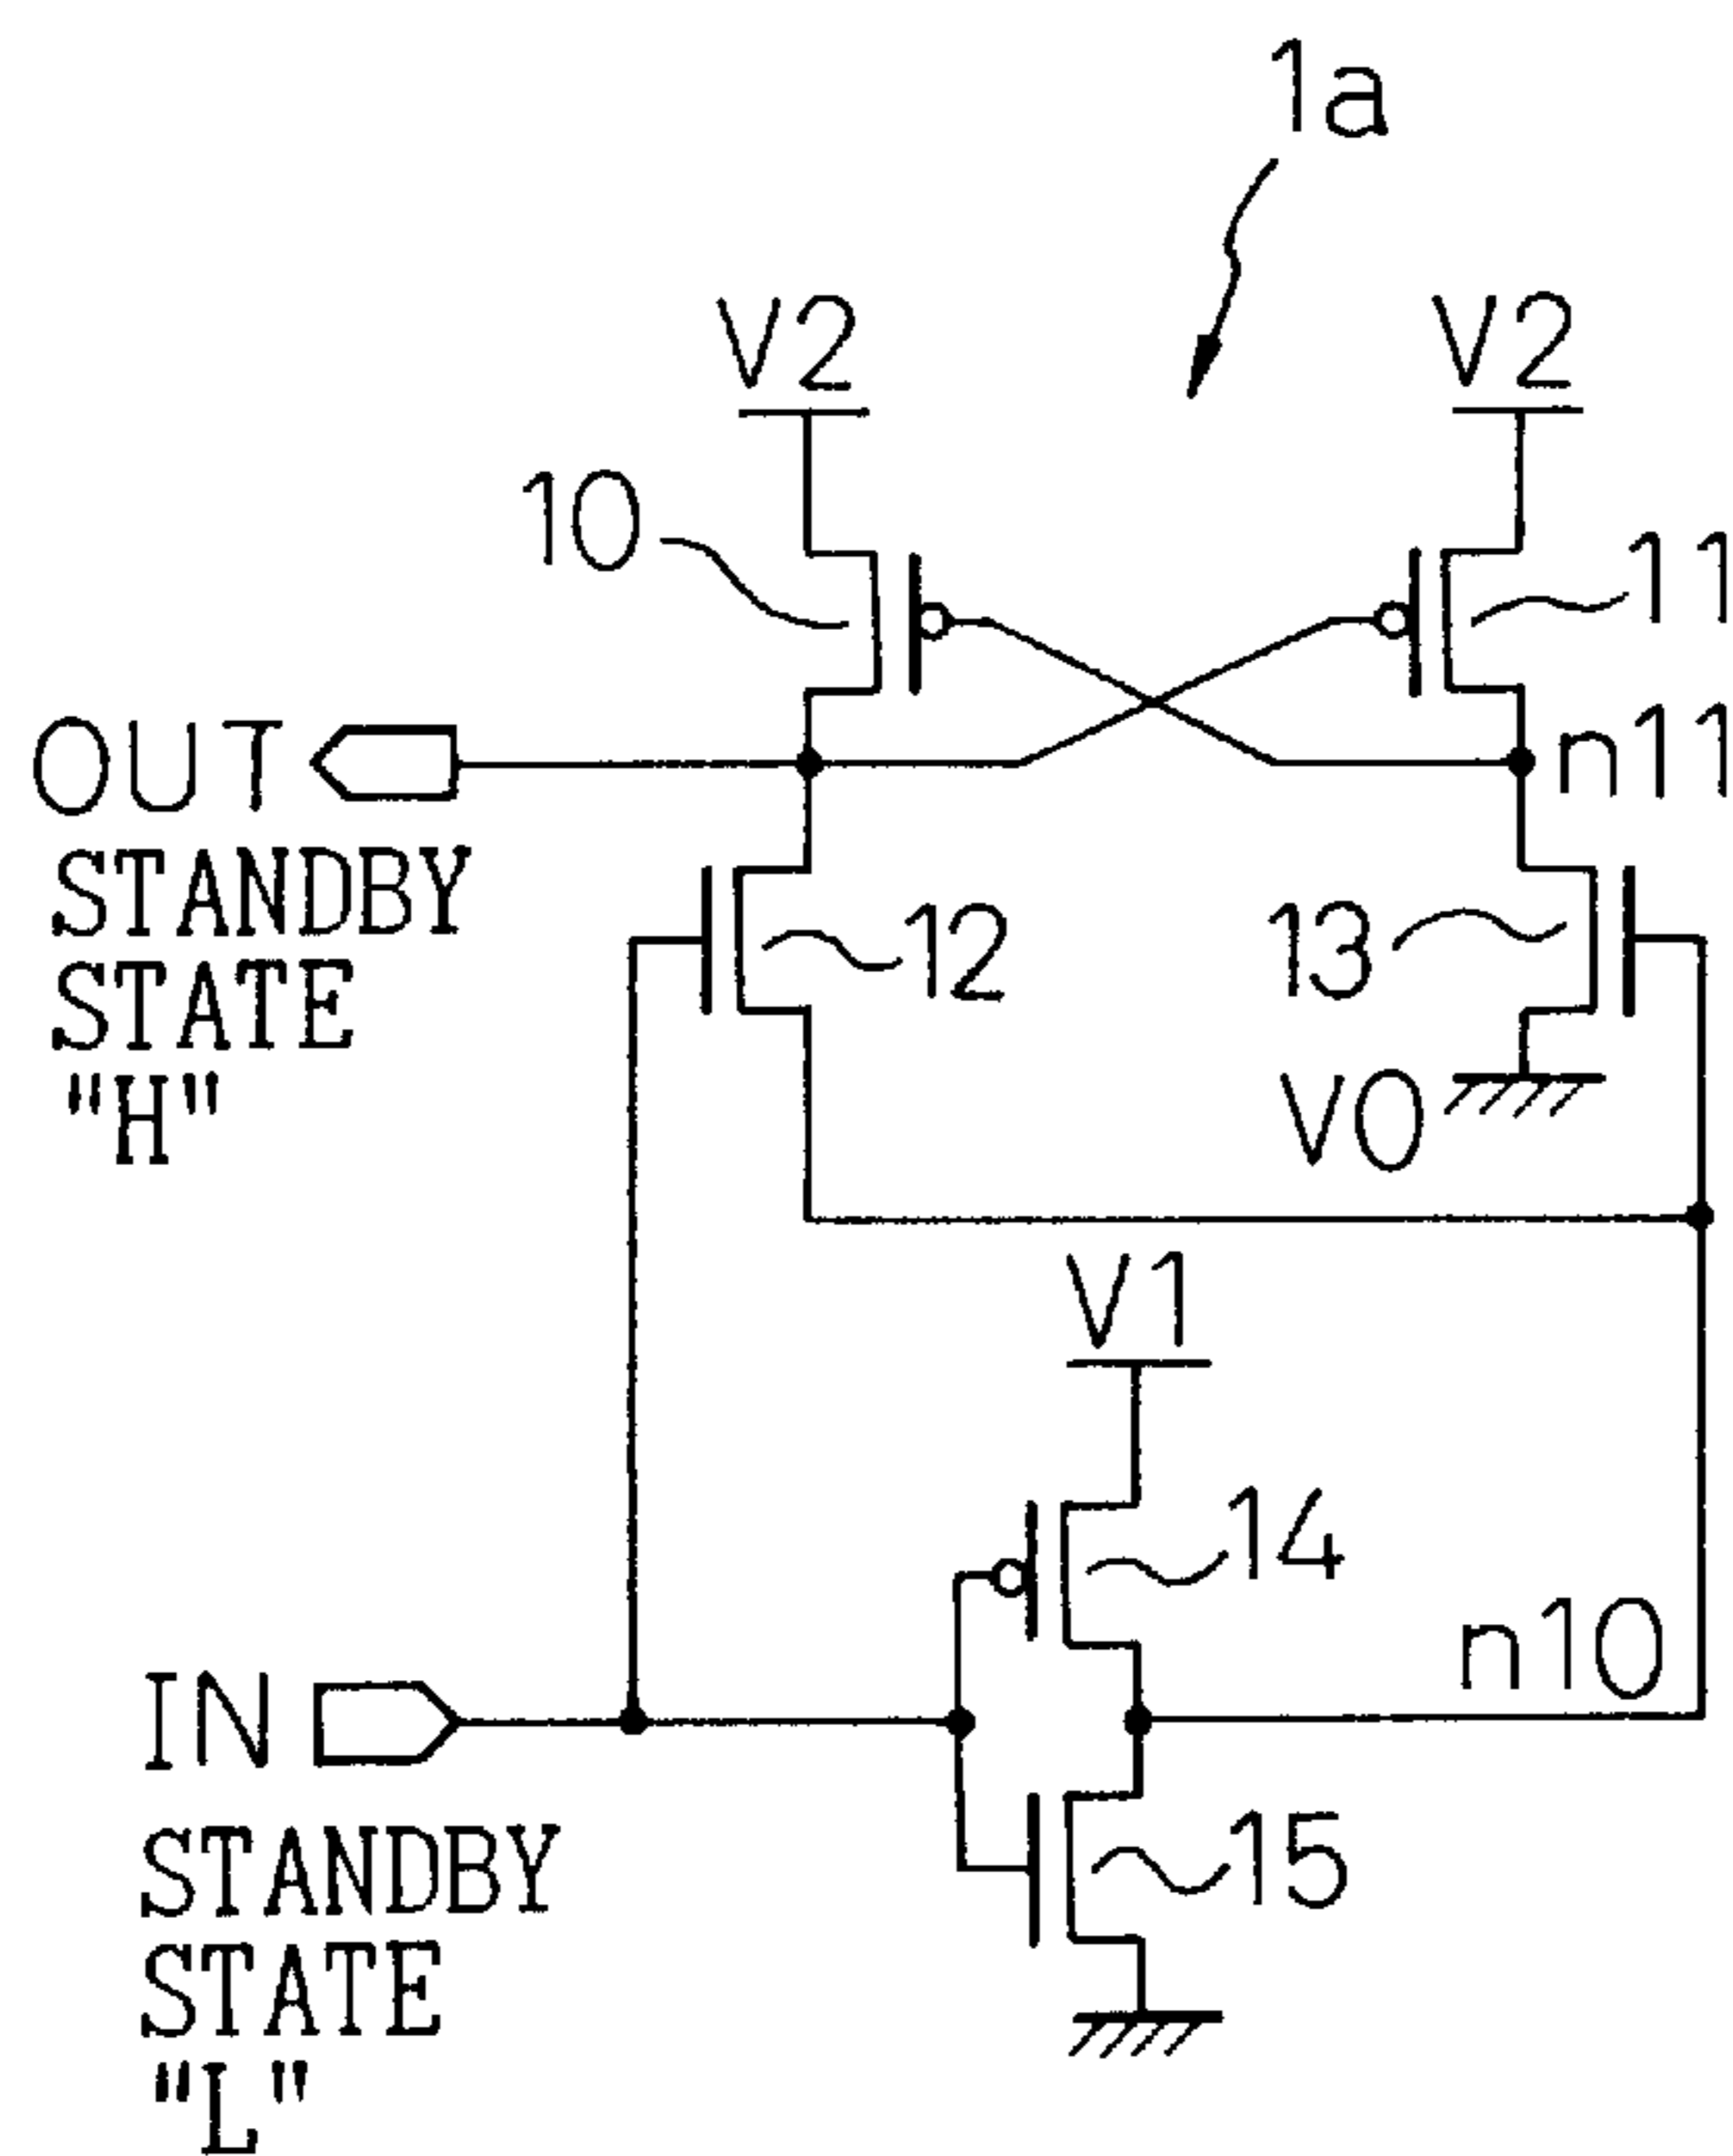 1a
V2
V2
10
11
OUT
n11
STANDBY
STATE
"H"
12
13
V0
V1
14
n10
IN
15
STANDBY
STATE
"L"